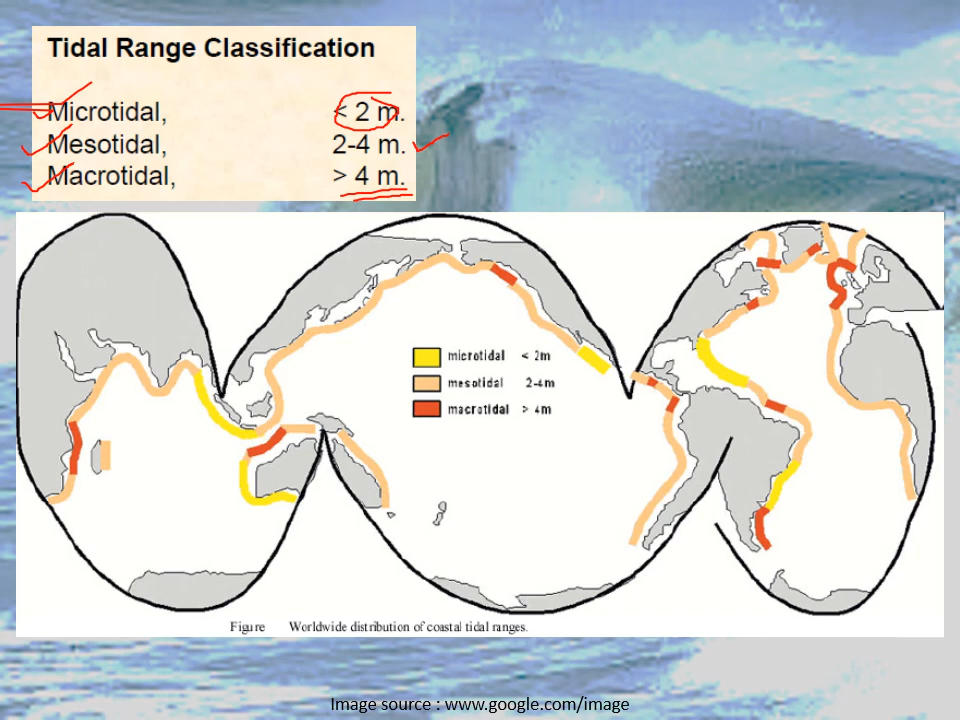 Tidal Range Classification
Microtidal, < 2 m.
Mesotidal, 2-4 m.
Macrotidal, > 4 m.
microtidal < 2m
mesotidal 2-4m
macrotidal > 4m
Figure Worldwide distribution of coastal tidal ranges.
Image source : www.google.com/image